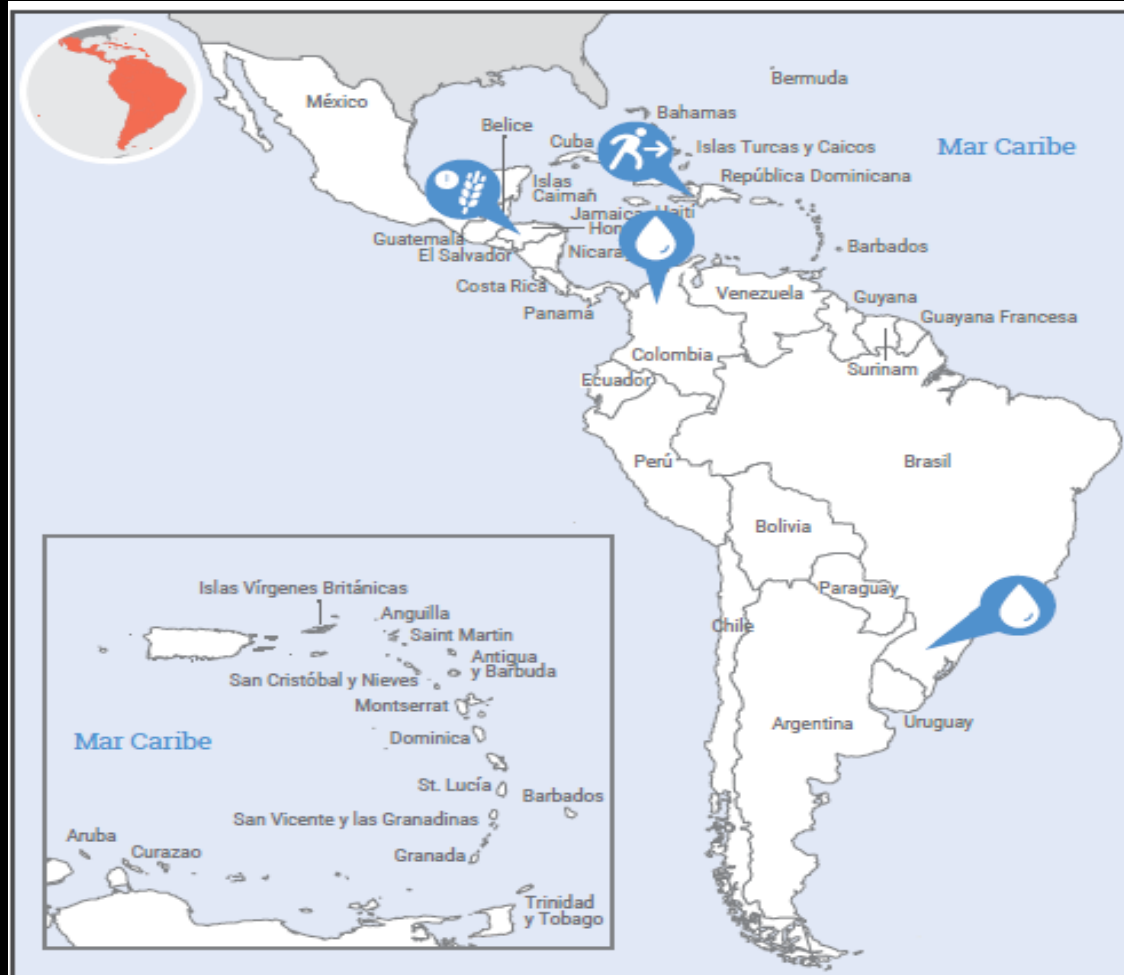 Bermuda
México
Bahamas
Belice
Cuba
Islas Turcas y Caicos
Mar Caribe
República Dominicana
Islas
Caimañ
Jamaica
Haití
Guatemala
El Salvador
Barbados
Costa Rica
Venezuela
Guyana
Panamá
Guayana Francesa
Colombia
Surinam
Ecuador
Perú
Brasil
Bolivia
Paraguay
Chile
Argentina
Uruguay
Islas Vírgenes Británicas
Anguilla
Saint Martin
Antigua
y Barbuda
San Cristóbal y Nieves
Montserrat
Mar Caribe
Dominica
St. Lucía
Barbados
San Vicente y las Granadinas
Aruba
Curazao
Granada
Trinidad
y Tobago